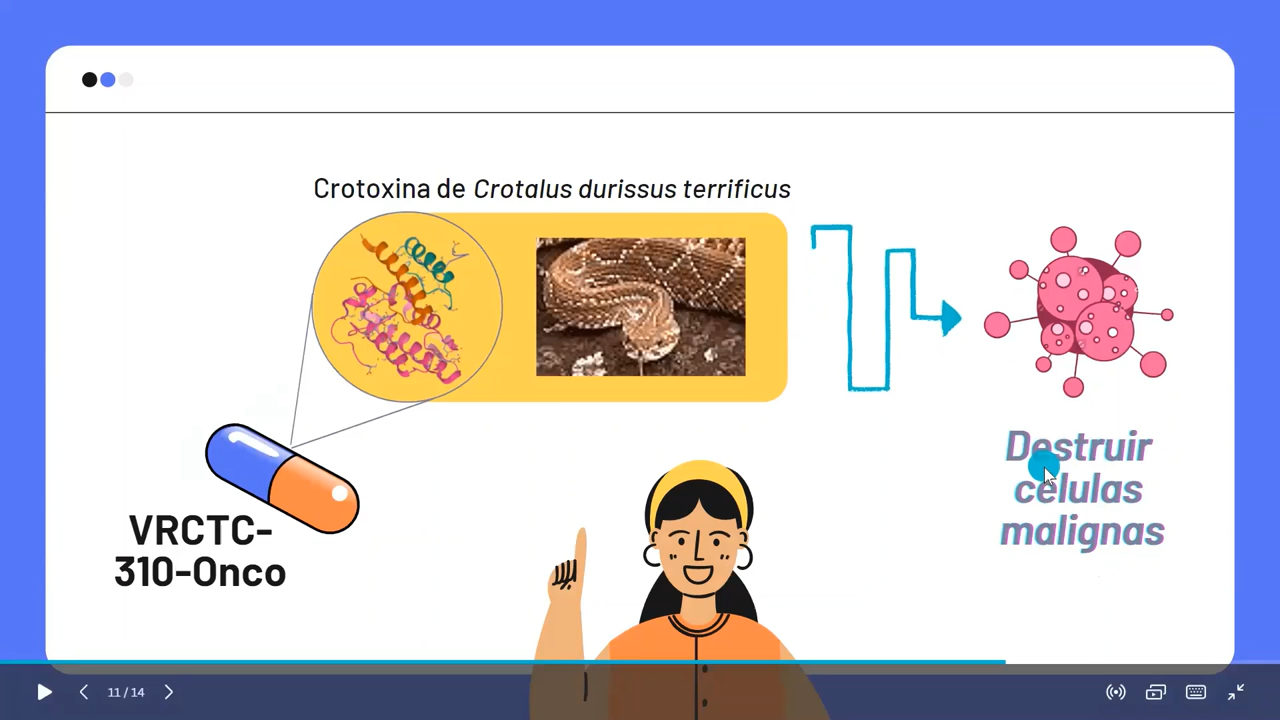 Crotoxina de Crotalus durissus terrificus
VRCTC-
310-Onco
Destruir
células
malignas
11 / 14